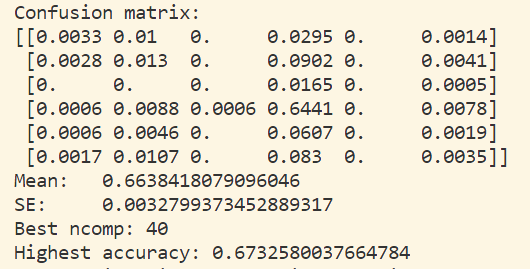 Confusion matrix:
[[0.0033 0.01   0.     0.0295 0.     0.0014]
 [0.0028 0.013  0.     0.0902 0.     0.0041]
 [0.     0.     0.     0.0165 0.     0.0005]
 [0.0006 0.0088 0.0006 0.6441 0.     0.0078]
 [0.0006 0.0046 0.     0.0607 0.     0.0019]
 [0.0017 0.0107 0.     0.083  0.     0.0035]]
Mean:   0.6638418079096046
SE:     0.0032799373452889317
Best ncomp: 40
Highest accuracy: 0.6732580037664784